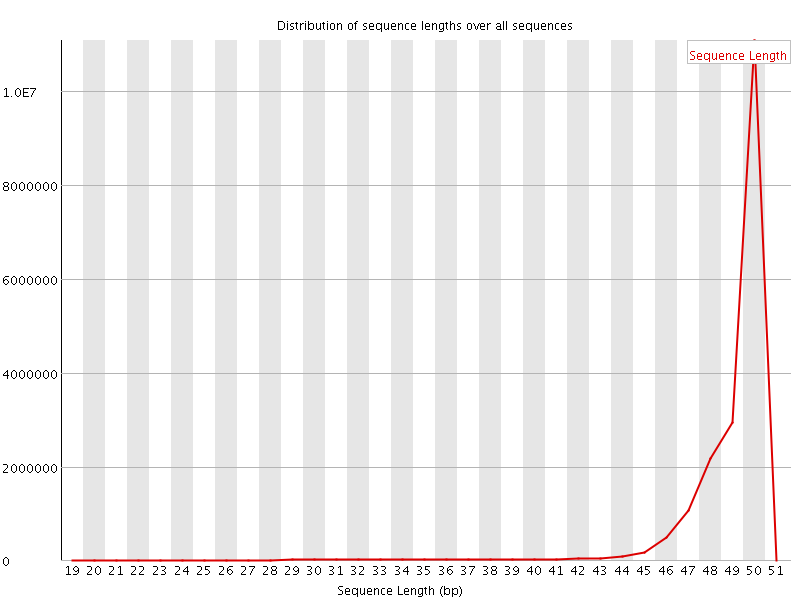 Distribution of sequence lengths over all sequences
Sequence Length
1.0E7
8000000
6000000
4000000
2000000
0
19 20 21 22 23 24 25 26 27 28 29 30 31 32 33 34 35 36 37 38 39 40 41 42 43 44 45 46 47 48 49 50 51
Sequence Length (bp)